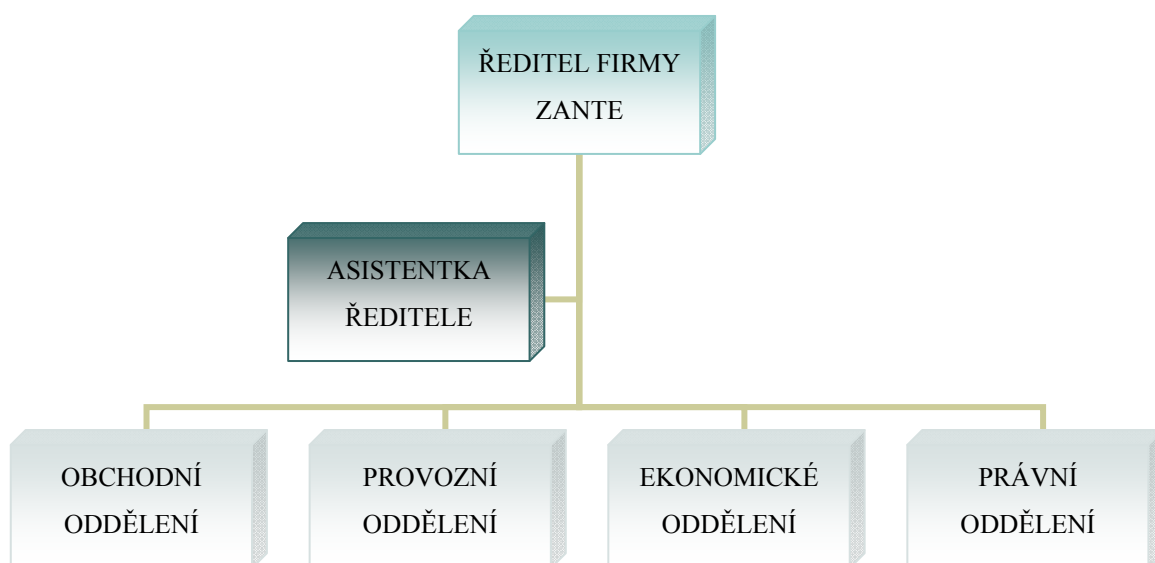 ŘEDITEL FIRMY
ZANTE
ASISTENTKA
ŘEDITELE
OBCHODNÍ
ODDĚLENÍ
PROVOZNÍ
ODDĚLENÍ
EKONOMICKÉ
ODDĚLENÍ
PRÁVNÍ
ODDĚLENÍ